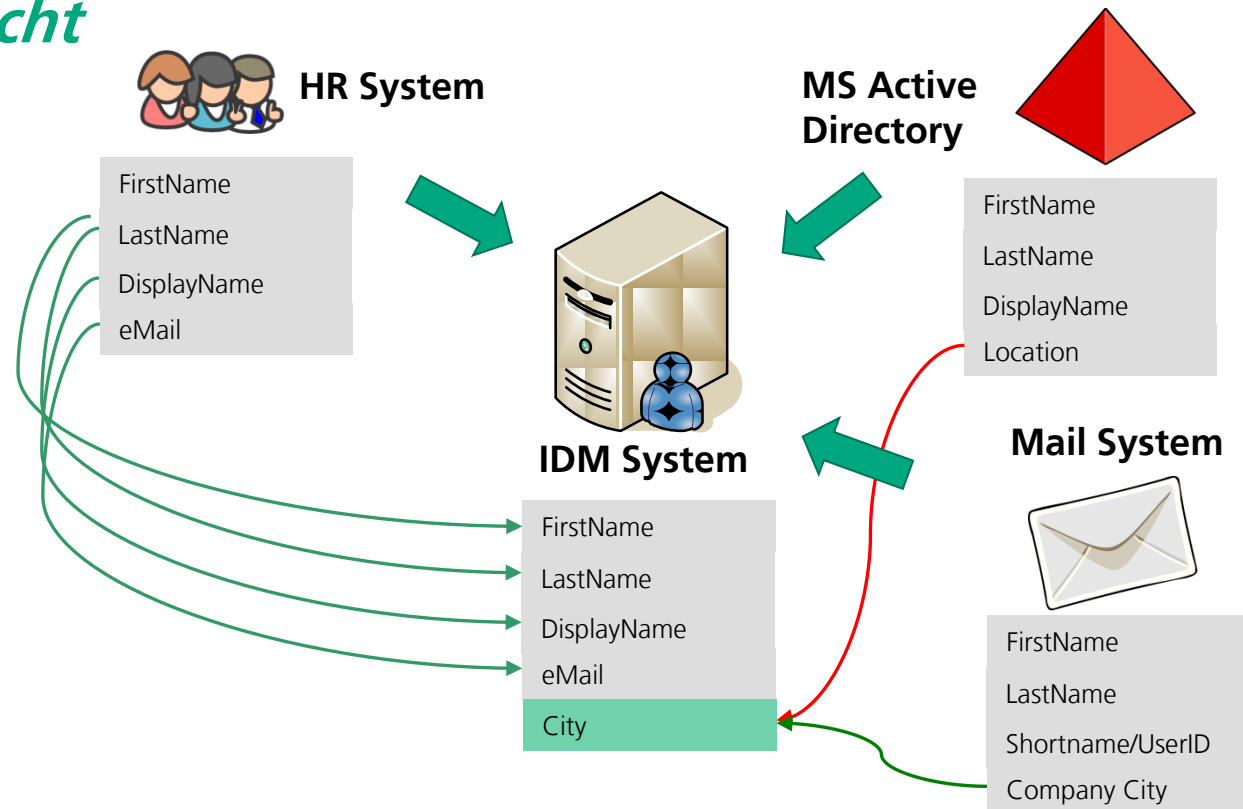 cht
HR System
MS Active
Directory
FirstName
LastName
DisplayName
eMail
FirstName
LastName
DisplayName
Location
IDM System
FirstName
LastName
DisplayName
eMail
City
Mail System
FirstName
LastName
Shortname/UserID
Company City